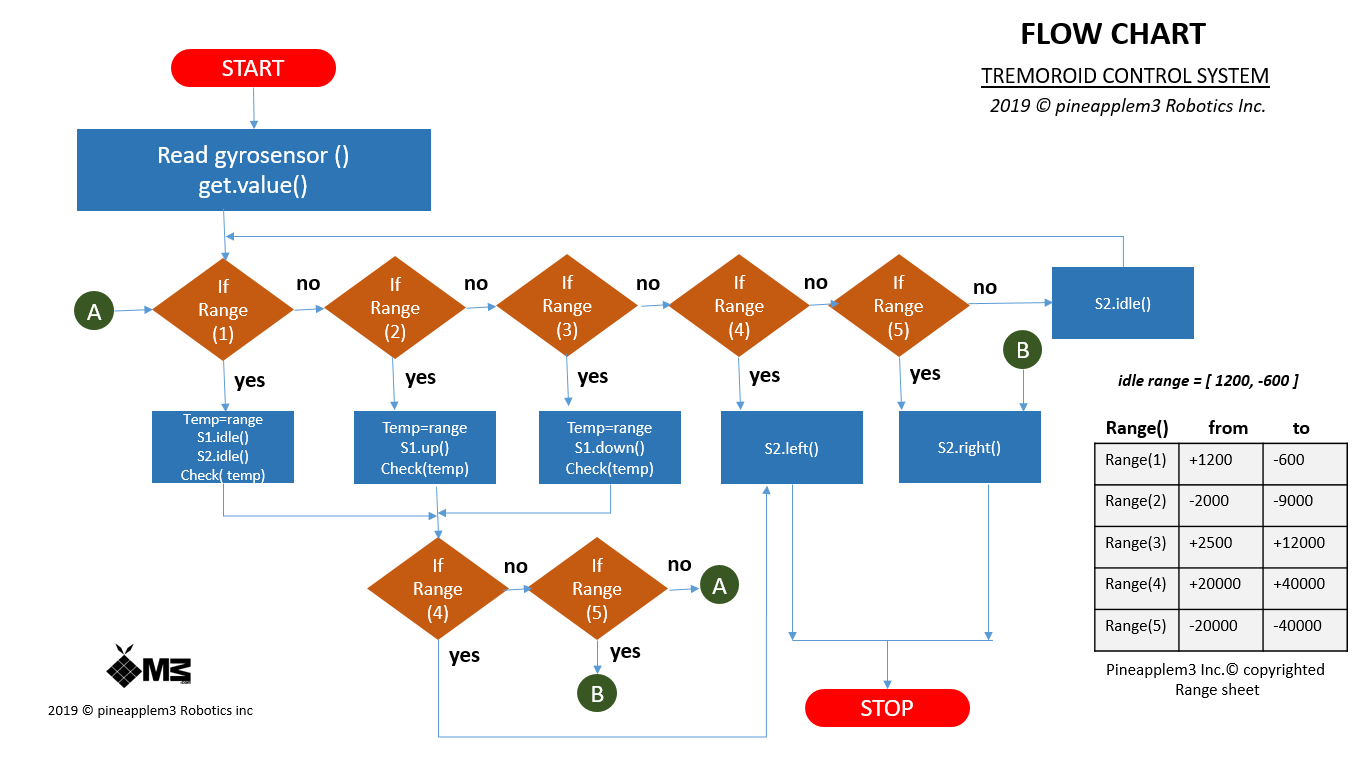 FLOW CHART
TREMOROID CONTROL SYSTEM
2019 © pineapplem3 Robotics Inc.
START
Read gyrosensor ()
get.value()
A
If
Range
(1)
no
If
Range
(2)
no
If
Range
(3)
no
If
Range
(4)
no
If
Range
(5)
no
S2.idle()
B
yes
yes
yes
yes
yes
Temp=range
S1.idle()
S2.idle()
Check( temp)
Temp=range
S1.up()
Check(temp)
Temp=range
S1.down()
Check(temp)
S2.left()
S2.right()
idle range = [ 1200, -600 ]
Range() from to
Range(1) +1200 -600
Range(2) -2000 -9000
Range(3) +2500 +12000
Range(4) +20000 +40000
Range(5) -20000 -40000
Pineapplem3 Inc.© copyrighted
Range sheet
If
Range
(4)
no
If
Range
(5)
no
A
yes
yes
B
STOP
M3
2019 © pineapplem3 Robotics inc